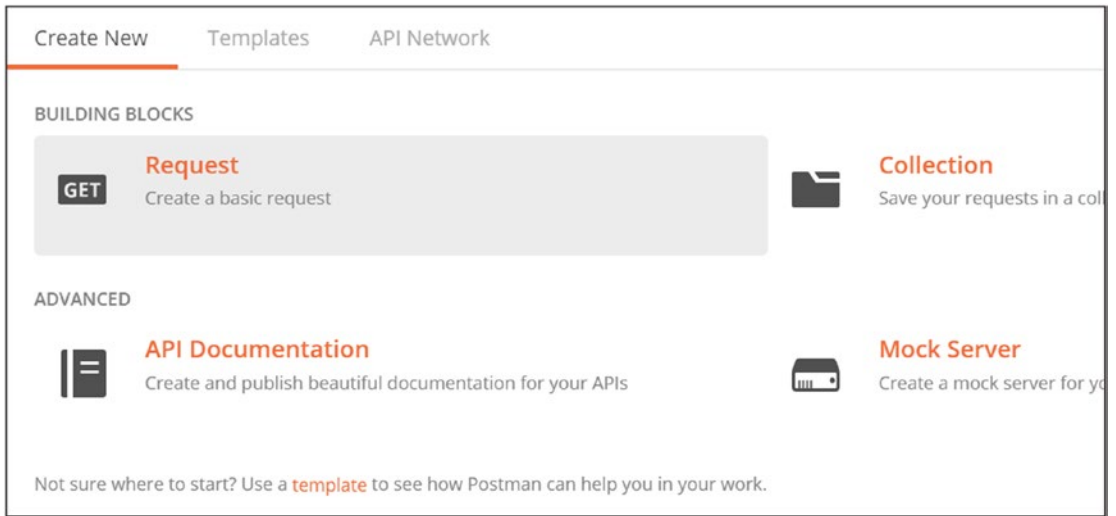 Create New Templates API Network
BUILDING BLOCKS
Request
GET
Create a basic request
Collection
Save your requests in a col
ADVANCED
API Documentation
Create and publish beautiful documentation for your APIs
Mock Server
Create a mock server for yo
Not sure where to start? Use a template to see how Postman can help you in your work.